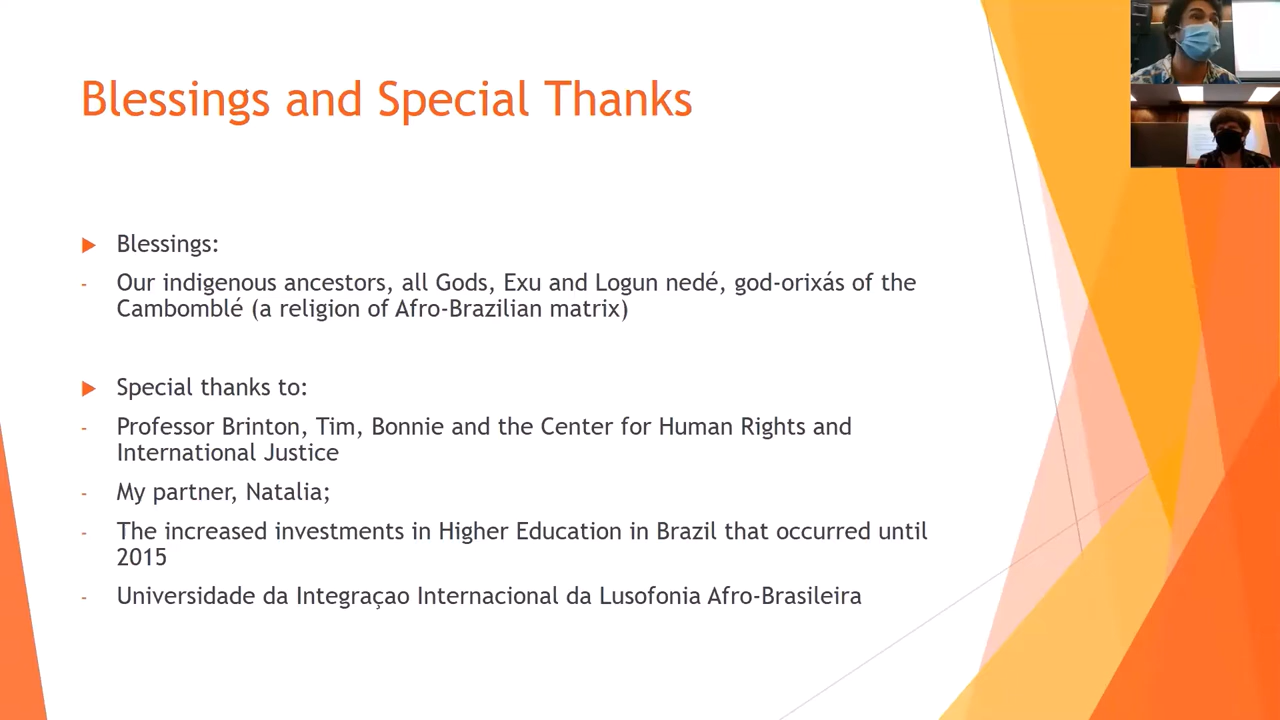 Blessings and Special Thanks
Blessings:
- Our indigenous ancestors, all Gods, Exu and Logun nedé, god-orixás of the
Cambomblé (a religion of Afro-Brazilian matrix)
Special thanks to:
- Professor Brinton, Tim, Bonnie and the Center for Human Rights and
International Justice
- My partner, Natalia;
- The increased investments in Higher Education in Brazil that occurred until
2015
- Universidade da Integraçao Internacional da Lusofonia Afro-Brasileira